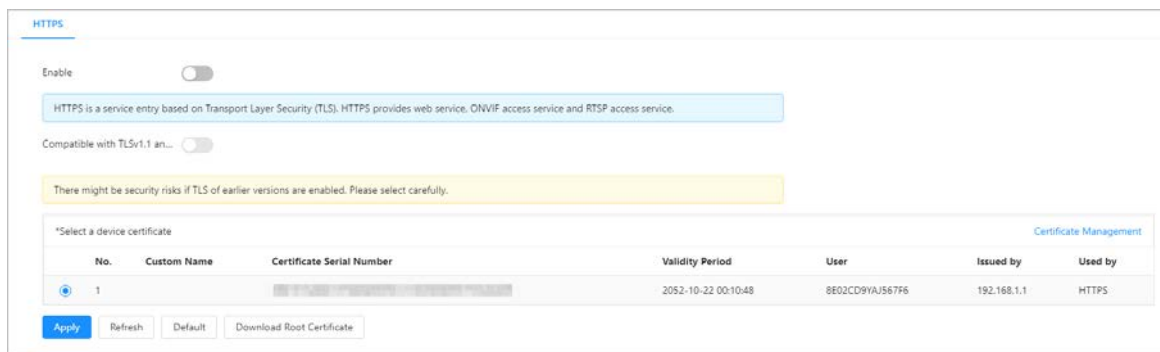 HTTPS
Enable
HTTPS is a service entry based on Transport Layer Security (TLS). HTTPS provides web service. ONVIF access service and RTSP access service.
Compatible with TLSv1.1 an...
There might be security risks if TLS of earlier versions are enabled. Please select carefully.
*Select a device certificate Certificate Management
No. Custom Name Certificate Serial Number Validity Period User Issued by Used by
1 2052-10-22 00:10:48 8E02CD9YAJ567F6 192.168.1.1 HTTPS
Apply Refresh Default Download Root Certificate